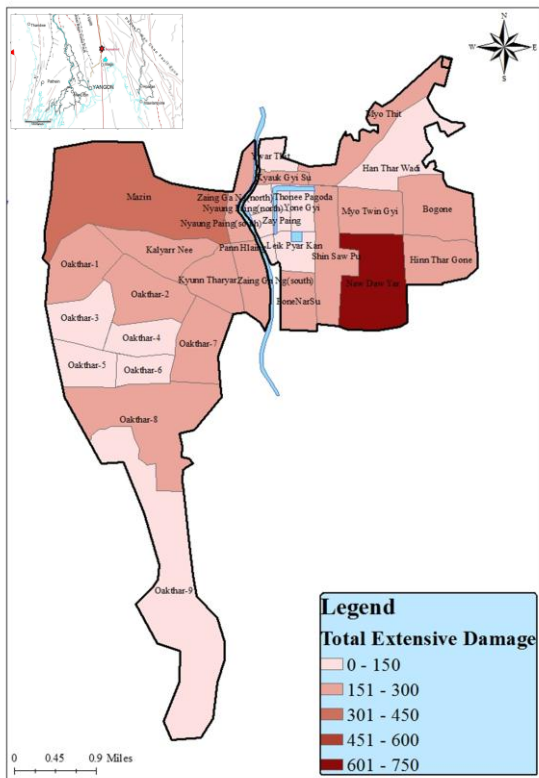 YANGON
N
W
E
S
Myo Thit
Ywar Thit
Han Thar Wadi
Kyauk Gyi Su
Mazin
Zaing Ga Ng(north)
Thonee Pagoda
Nyaung Paing(north)
Yone Gyi
Myo Twin Gyi
Bogone
Nyaung Paing(south)
Zay Paing
Kalyarr Nee
Pann Hlaing
Leik Pyar Kan
Oakthar-1
Shin Saw Pu
Hinn Thar Gone
Kyunn Tharyar
Zaing Ga Ng(south)
Oakthar-2
Naw Date Yar
PoneNarSu
Oakthar-3
Oakthar-4
Oakthar-7
Oakthar-5
Oakthar-6
Oakthar-8
Oakthar-9
Legend
Total Extensive Damage
0 - 150
151 - 300
301 - 450
451 - 600
601 - 750
0 0.45 0.9 Miles